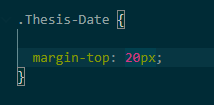 .Thesis-Date {
margin-top: 20px;
}